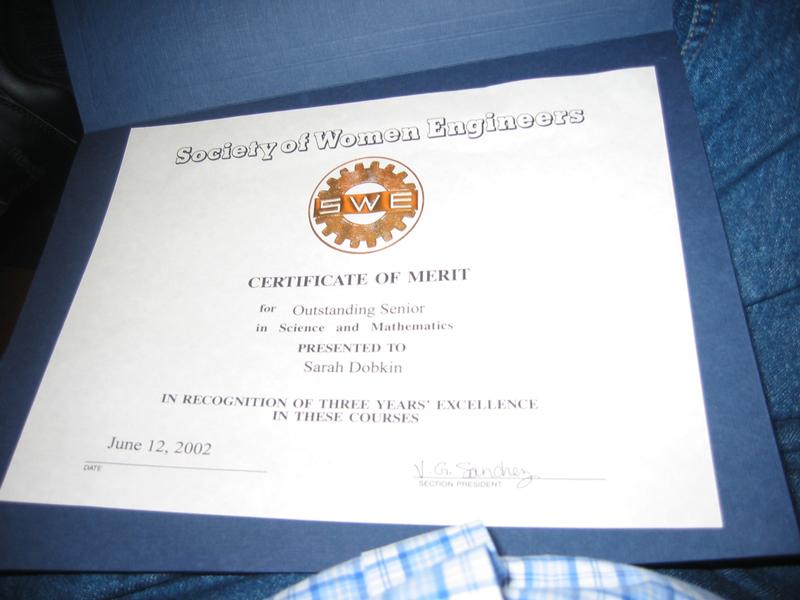 Society of Women Engineers
SWE
CERTIFICATE OF MERIT
for Outstanding Senior
in Science and Mathematics
PRESENTED TO
Sarah Dobkin
IN RECOGNITION OF THREE YEARS' EXCELLENCE
IN THESE COURSES
June 12, 2002
DATE
V. G. Sanchez
SECTION PRESIDENT